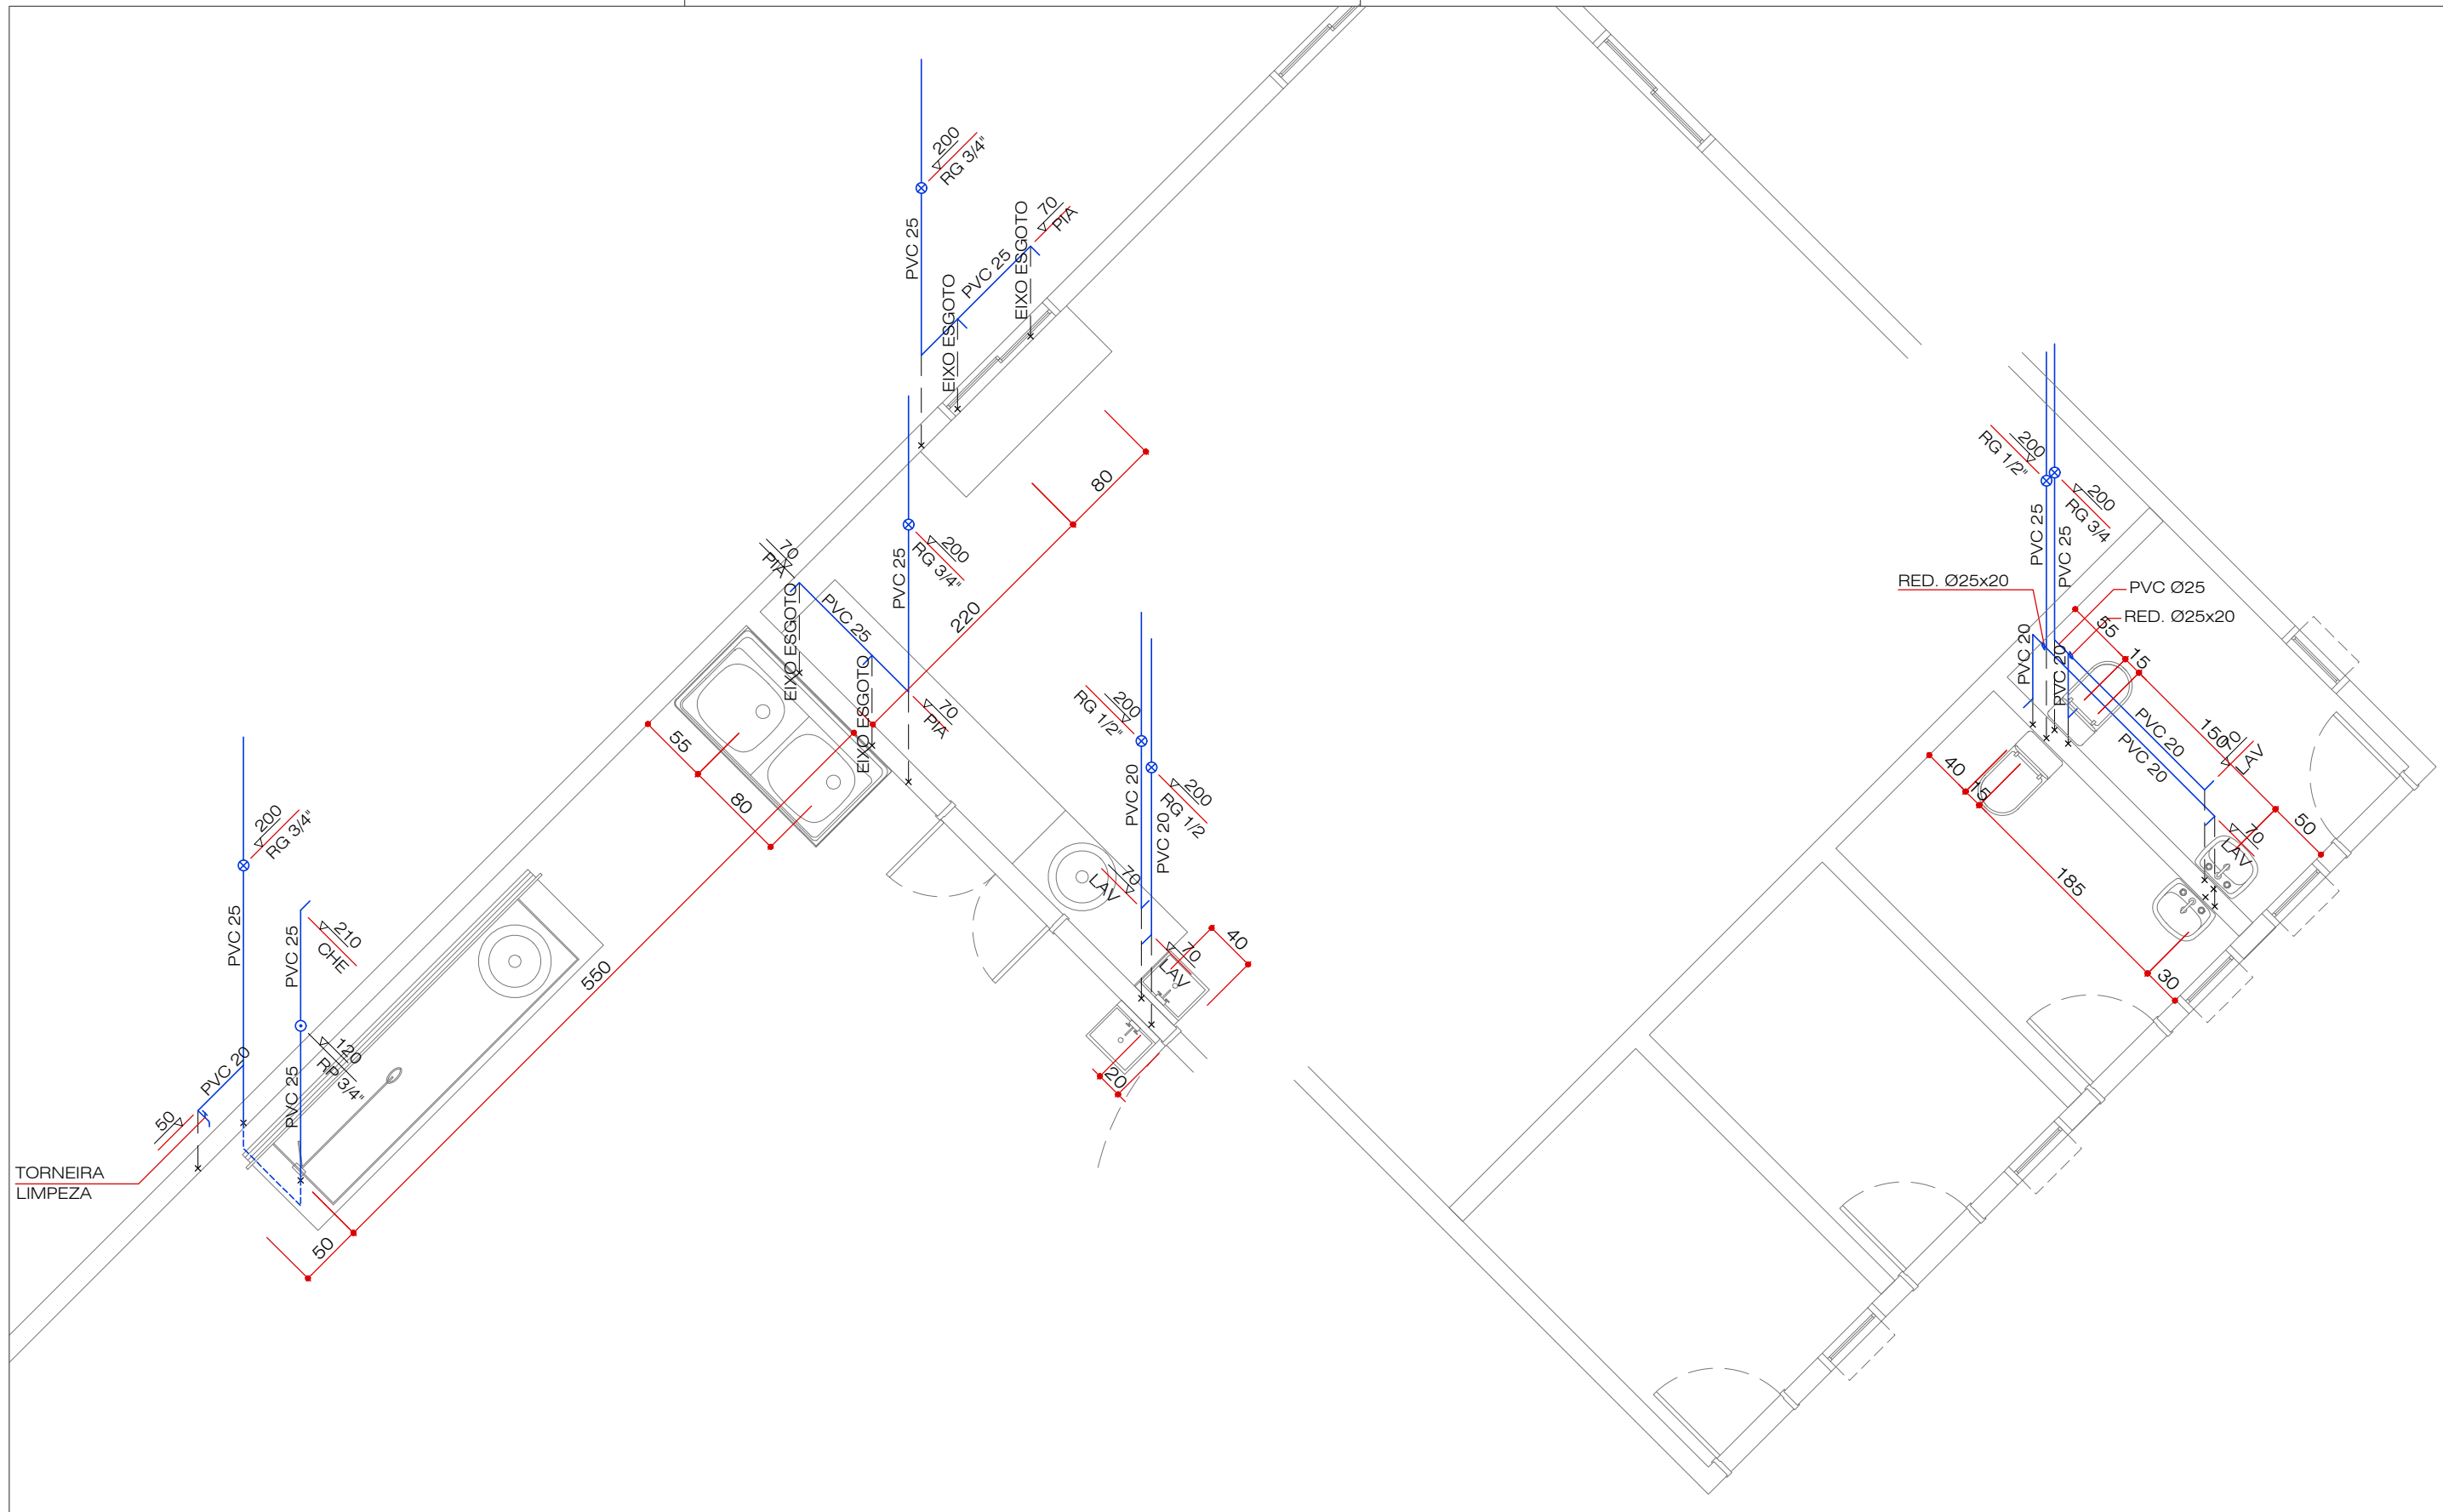 200
RG 3/4"
PVC 25
70
PIA
PVC 25
EIXO ESGOTO
EIXO ESGOTO
80
200
RG 3/4"
PVC 25
220
70
PIA
PVC 25
EIXO ESGOTO
EIXO ESGOTO
70
PIA
55
80
200
RG 3/4"
PVC 25
210
CHE
PVC 25
120
RP 3/4"
PVC 25
PVC 20
50
TORNEIRA
LIMPEZA
50
550
200
RG 1/2"
PVC 20
200
RG 1/2
PVC 20
70
LAV
70
LAV
40
20
200
RG 1/2"
200
RG 3/4
PVC 25
PVC 25
RED. Ø25x20
PVC Ø25
RED. Ø25x20
PVC 20
PVC 20
55
15
150
PVC 20
PVC 20
70
LAV
70
LAV
50
40
15
185
30